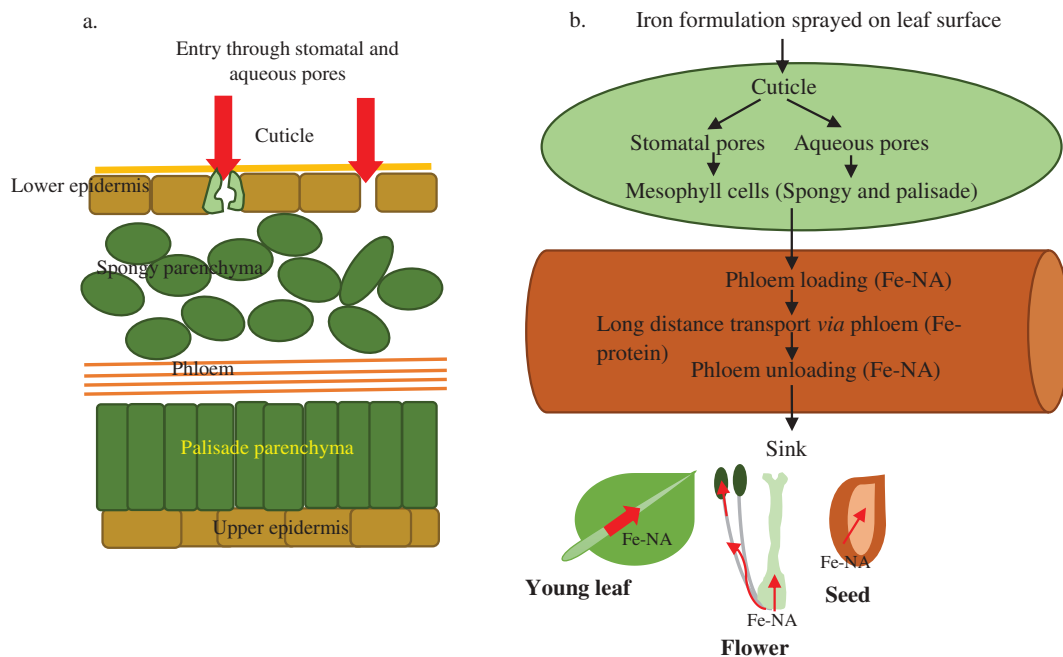 a.
Entry through stomatal and
aqueous pores
Cuticle
Lower epidermis
Spongy parenchyma
Phloem
Palisade parenchyma
Upper epidermis
b.
Iron formulation sprayed on leaf surface
Cuticle
Stomatal pores
Aqueous pores
Mesophyll cells (Spongy and palisade)
Phloem loading (Fe-NA)
Long distance transport via phloem (Fe-
protein)
Phloem unloading (Fe-NA)
Sink
Fe-NA
Young leaf
Fe-NA
Flower
Fe-NA
Seed